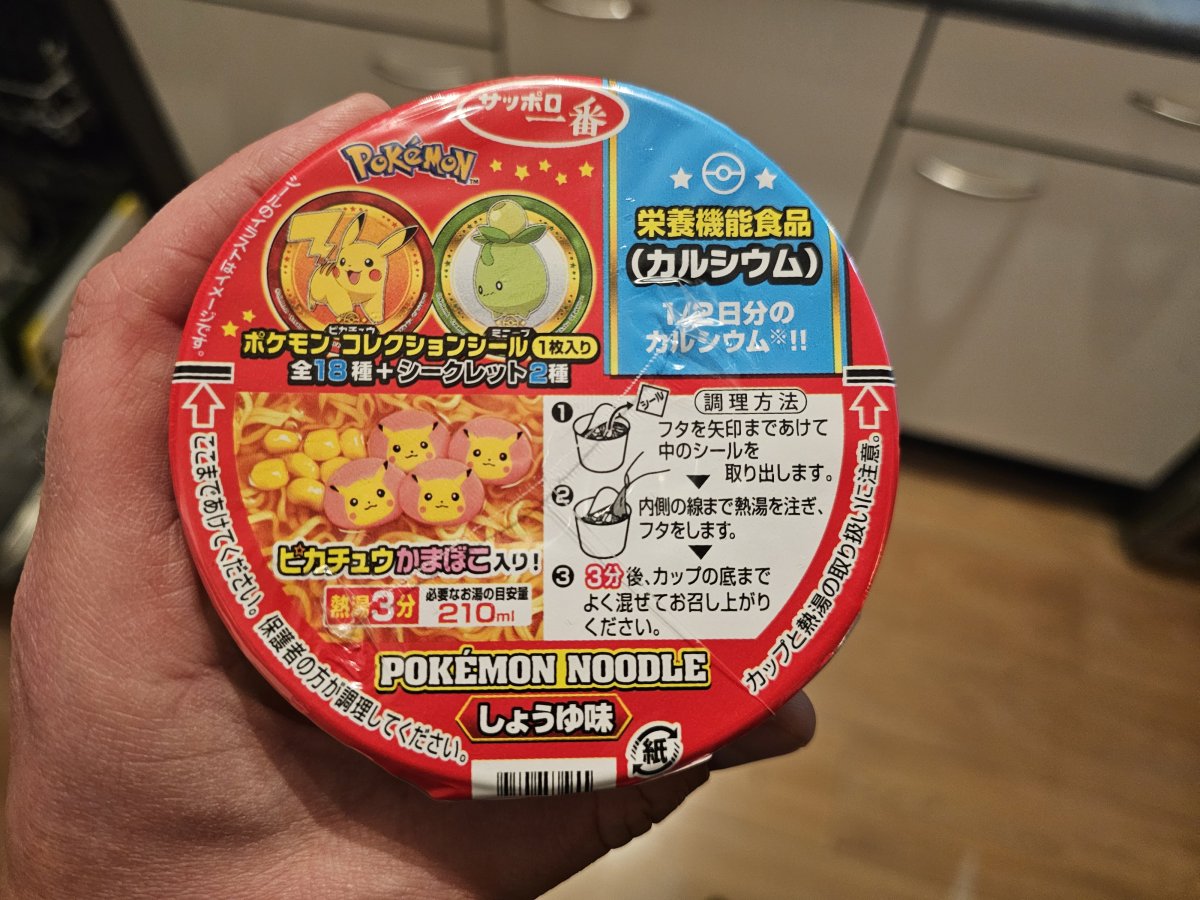 サッポロ一番
POKÉMON™
シールのイラストはイメージです。
ピカチュウ
ミニーブ
ポケモン コレクションシール 1枚入り
全18種+シークレット2種
栄養機能食品
(カルシウム)
1/2日分の
カルシウム※!!
ピカチュウかまぼこ入り!
熱湯3分
必要なお湯の目安量
210ml
調理方法
1
シール
フタを矢印まであけて
中のシールを
取り出します。
2
内側の線まで熱湯を注ぎ、
フタをします。
3
3分後、カップの底まで
よく混ぜてお召し上がり
ください。
ここまであけてください。
保護者の方が調理してください。
カップと熱湯の取り扱いに注意。
POKÉMON NOODLE
しょうゆ味
紙